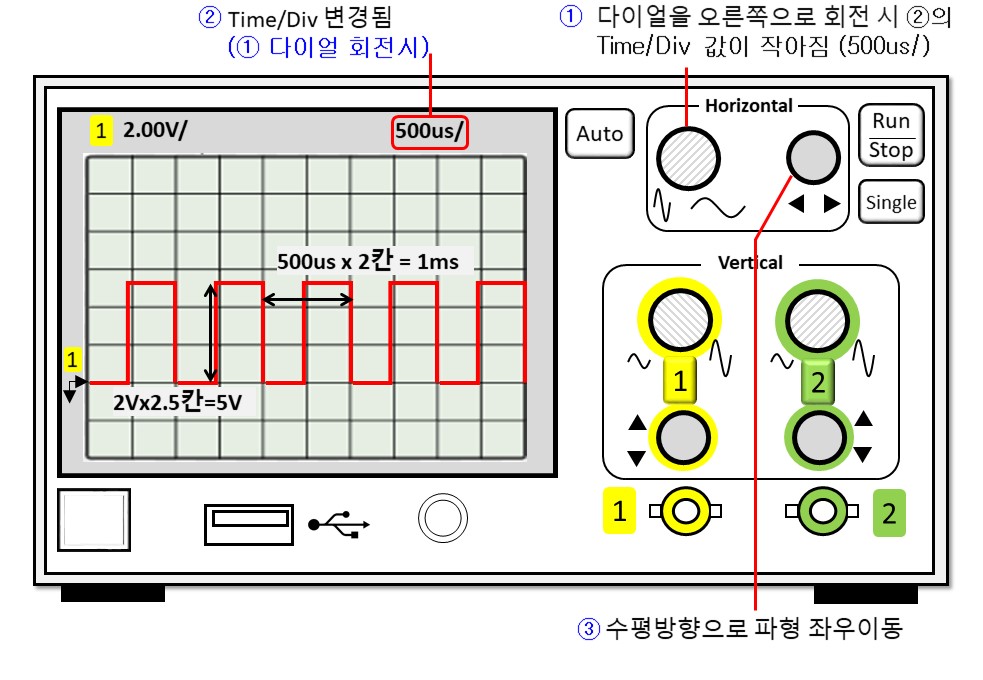 ② Time/Div 변경됨
(① 다이얼 회전시)
① 다이얼을 오른쪽으로 회전 시 ②의
Time/Div 값이 작아짐 (500us/)
1 2.00V/
500us/
Auto
Horizontal
Run
Stop
Single
500us x 2칸 = 1ms
1
2Vx2.5칸=5V
Vertical
1
2
1
2
③ 수평방향으로 파형 좌우이동